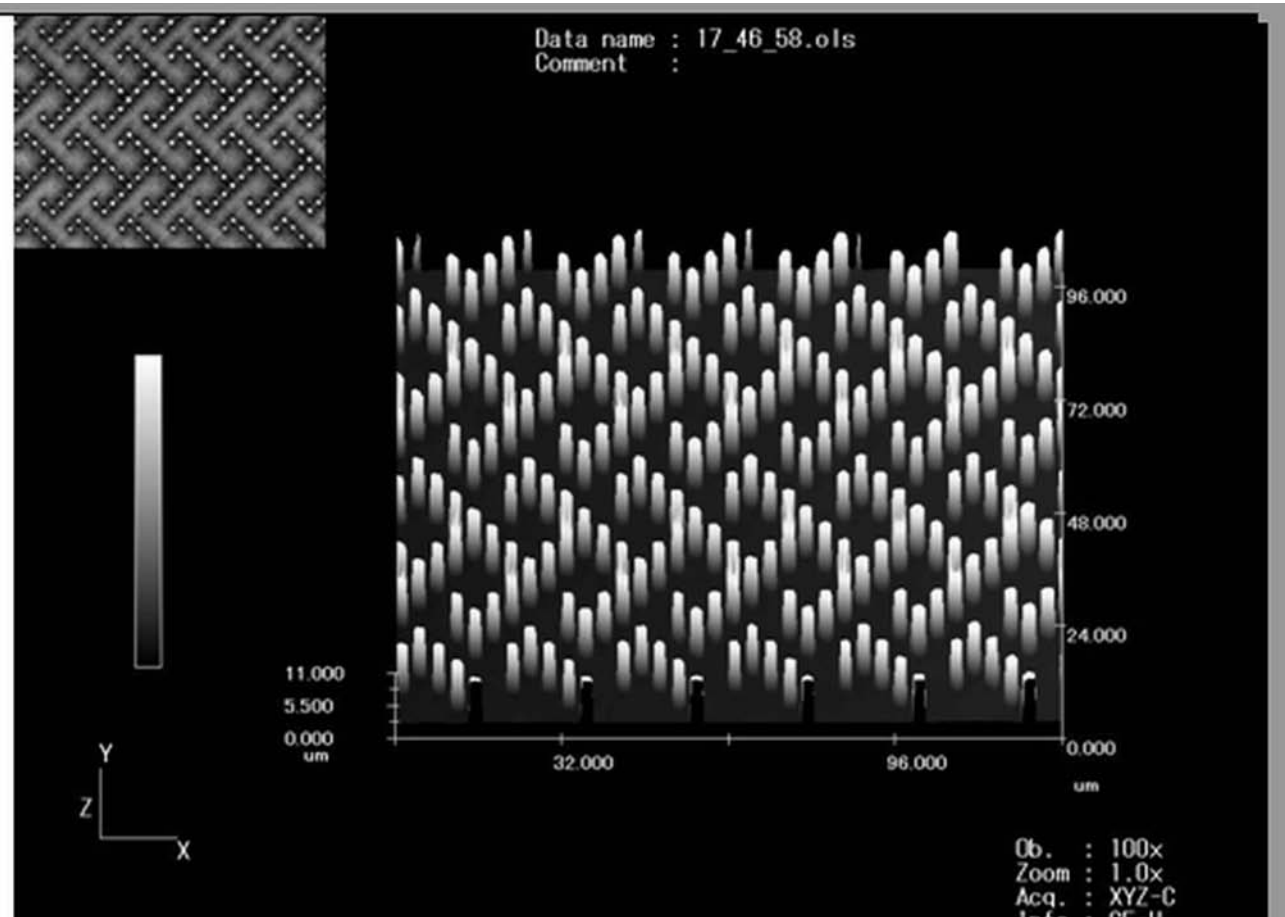 Data name : 17_46_58.ols
Comment :
96.000
72.000
48.000
24.000
0.000
um
11.000
5.500
0.000
um
32.000
96.000
Y
Z
X
Ob. : 100x
Zoom : 1.0x
Acq. : XYZ-C